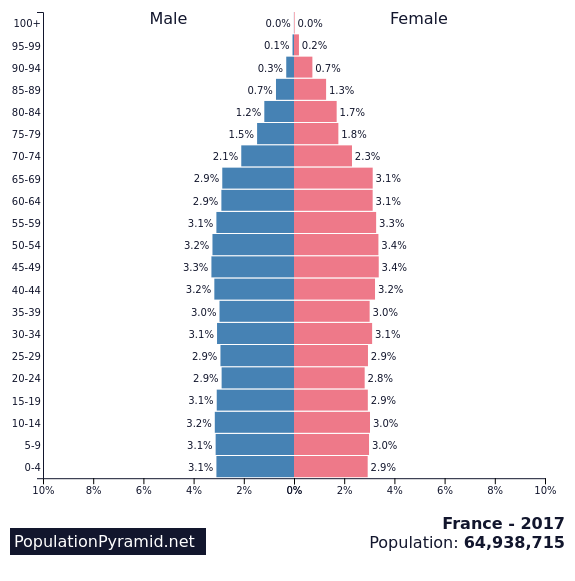 Male Female
100+ 0.0% 0.0%
95-99 0.1% 0.2%
90-94 0.3% 0.7%
85-89 0.7% 1.3%
80-84 1.2% 1.7%
75-79 1.5% 1.8%
70-74 2.1% 2.3%
65-69 2.9% 3.1%
60-64 2.9% 3.1%
55-59 3.1% 3.3%
50-54 3.2% 3.4%
45-49 3.3% 3.4%
40-44 3.2% 3.2%
35-39 3.0% 3.0%
30-34 3.1% 3.1%
25-29 2.9% 2.9%
20-24 2.9% 2.8%
15-19 3.1% 2.9%
10-14 3.2% 3.0%
5-9 3.1% 3.0%
0-4 3.1% 2.9%
10% 8% 6% 4% 2% 0% 2% 4% 6% 8% 10%
France - 2017
PopulationPyramid.net Population: 64,938,715